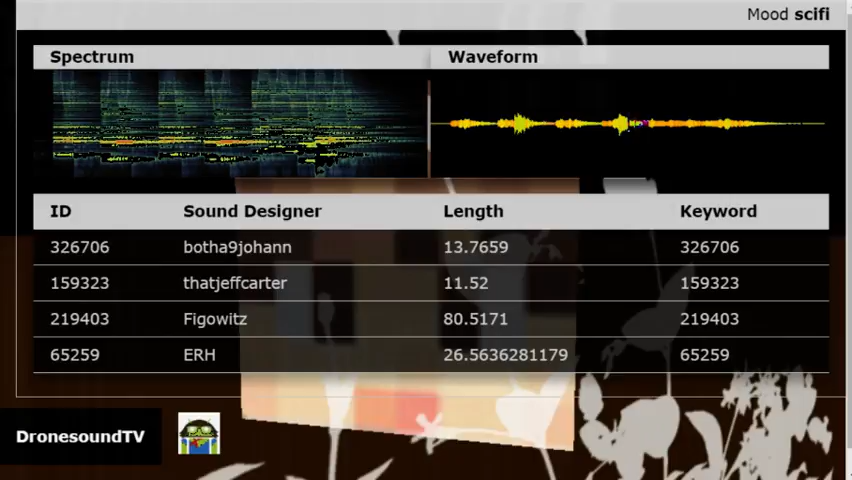 Mood scifi
Spectrum Waveform
ID Sound Designer Length Keyword
326706 botha9johann 13.7659 326706
159323 thatjeffcarter 11.52 159323
219403 Figowitz 80.5171 219403
65259 ERH 26.5636281179 65259
DronesoundTV